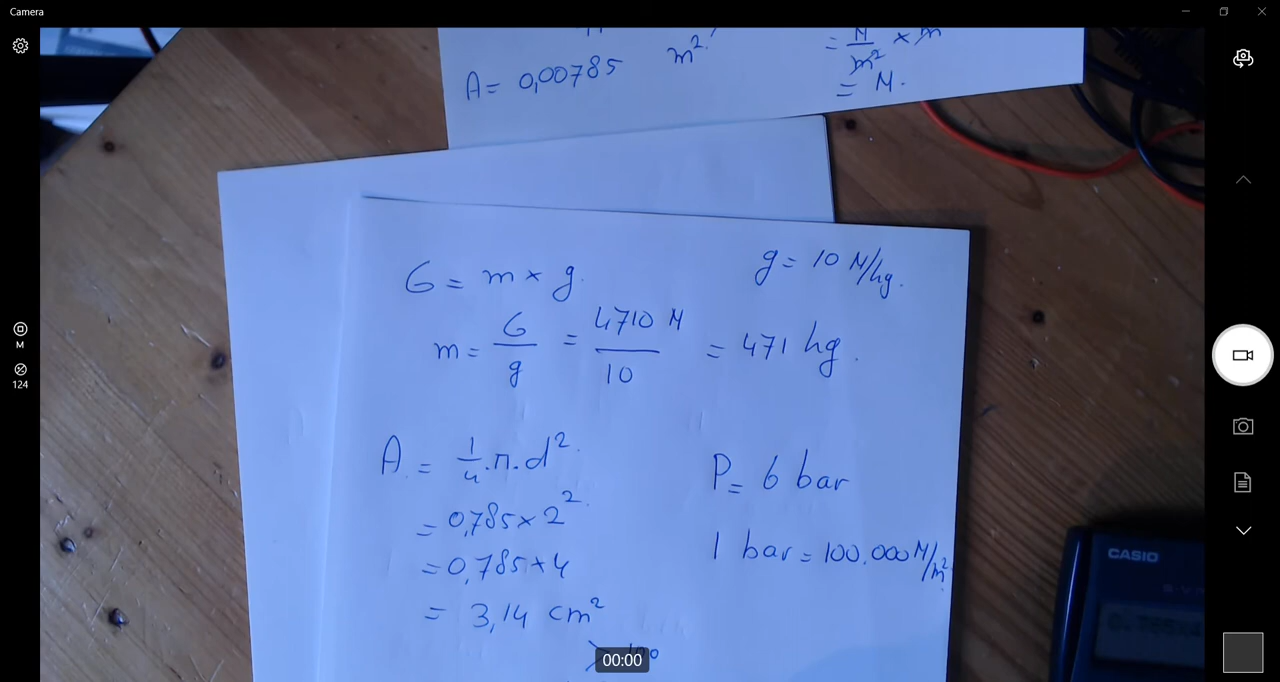 Camera
M
124
A = 0,00785 m²
= N/m² × m
= N.
G = m × g.
g = 10 N/kg.
m = G/g = 4710 N/10 = 471 kg.
A = 1/4.π.d²
= 0,785 × 2²
= 0,785 × 4
= 3,14 cm²
P = 6 bar
1 bar = 100.000 N/m²
CASIO
00:00